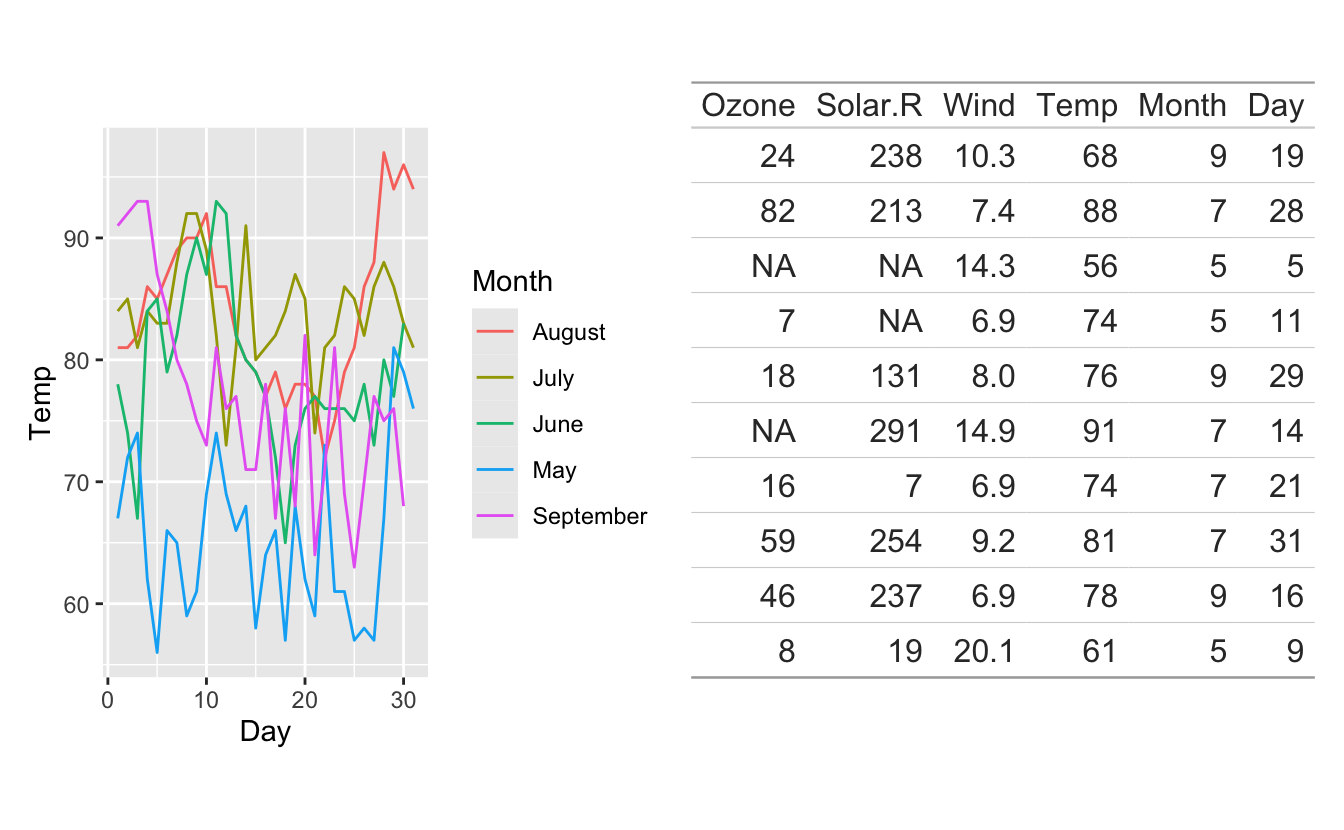 90
80
70
60
Temp
0 10 20 30
Day
Month
August
July
June
May
September
Ozone Solar.R Wind Temp Month Day
24 238 10.3 68 9 19
82 213 7.4 88 7 28
NA NA 14.3 56 5 5
7 NA 6.9 74 5 11
18 131 8.0 76 9 29
NA 291 14.9 91 7 14
16 7 6.9 74 7 21
59 254 9.2 81 7 31
46 237 6.9 78 9 16
8 19 20.1 61 5 9